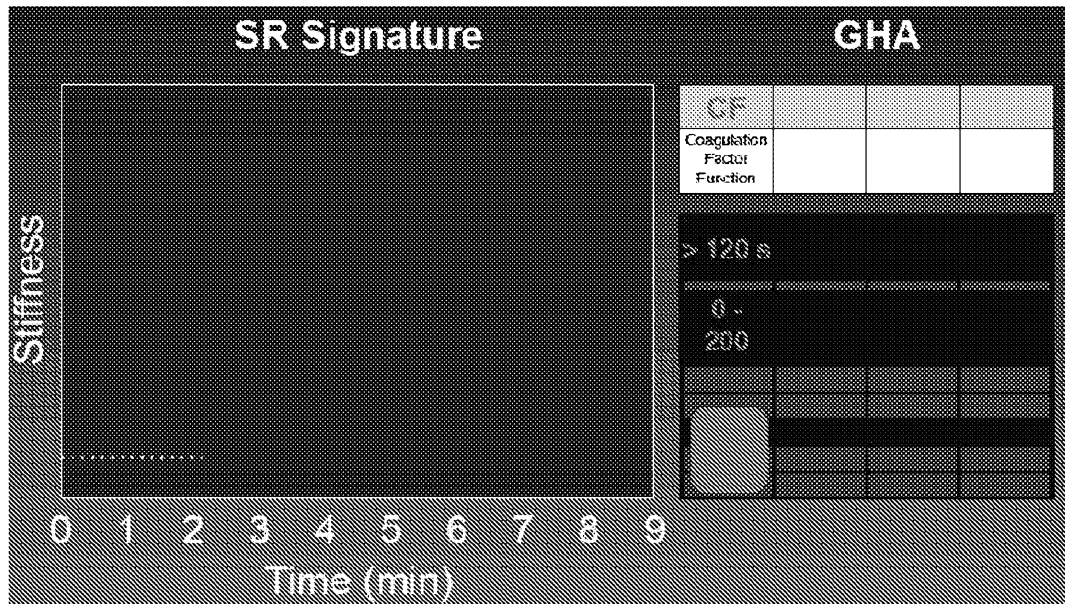 SR Signature
GHA
CF
Coagulation
Factor
Function
> 120 s
0 -
200
Stiffness
0 1 2 3 4 5 6 7 8 9
Time (min)